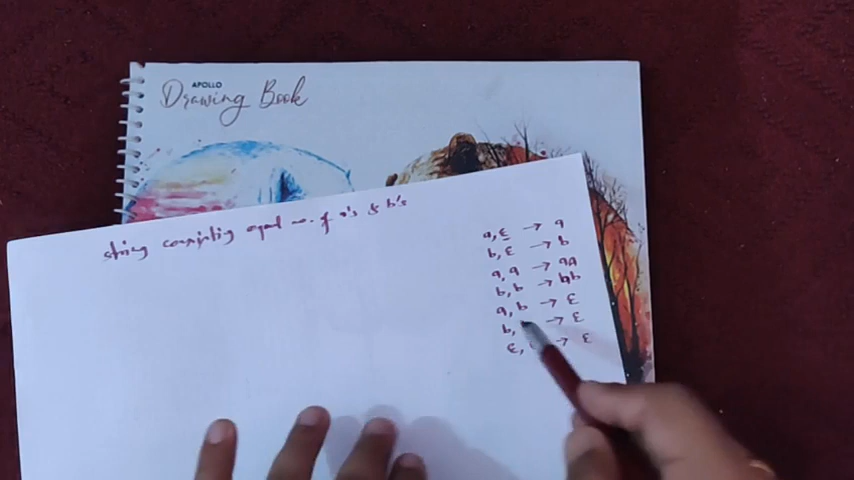 APOLLO
Drawing Book
string consisting equal no. of a's & b's
a, ε → a
b, ε → b
a, a → aa
b, b → bb
a, b → ε
b, → ε
ε, → ε